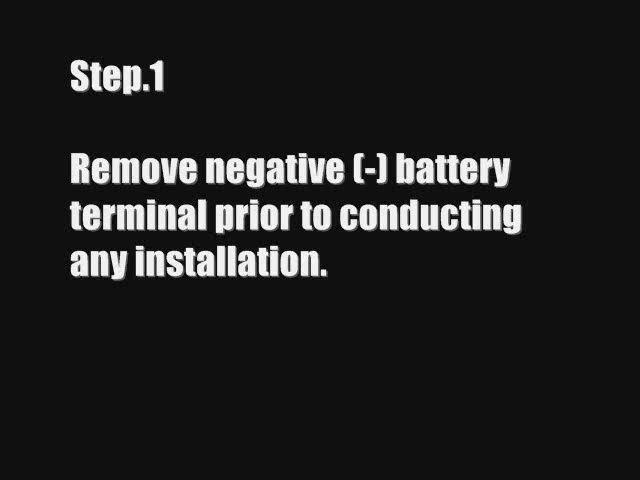 Step.1
Remove negative (-) battery
terminal prior to conducting
any installation.